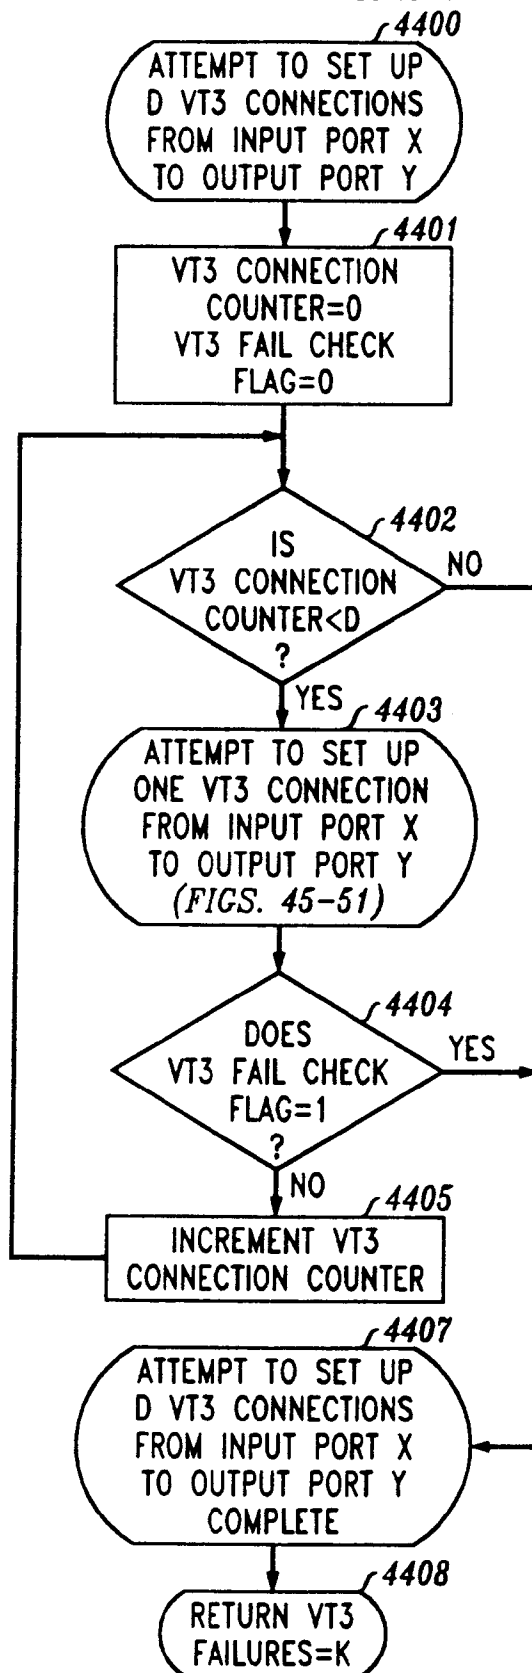 4400
ATTEMPT TO SET UP
D VT3 CONNECTIONS
FROM INPUT PORT X
TO OUTPUT PORT Y
4401
VT3 CONNECTION
COUNTER=0
VT3 FAIL CHECK
FLAG=0
4402
IS
VT3 CONNECTION
COUNTER<D
?
NO
YES
4403
ATTEMPT TO SET UP
ONE VT3 CONNECTION
FROM INPUT PORT X
TO OUTPUT PORT Y
(FIGS. 45-51)
4404
DOES
VT3 FAIL CHECK
FLAG=1
?
YES
NO
4405
INCREMENT VT3
CONNECTION COUNTER
4407
ATTEMPT TO SET UP
D VT3 CONNECTIONS
FROM INPUT PORT X
TO OUTPUT PORT Y
COMPLETE
4408
RETURN VT3
FAILURES=K